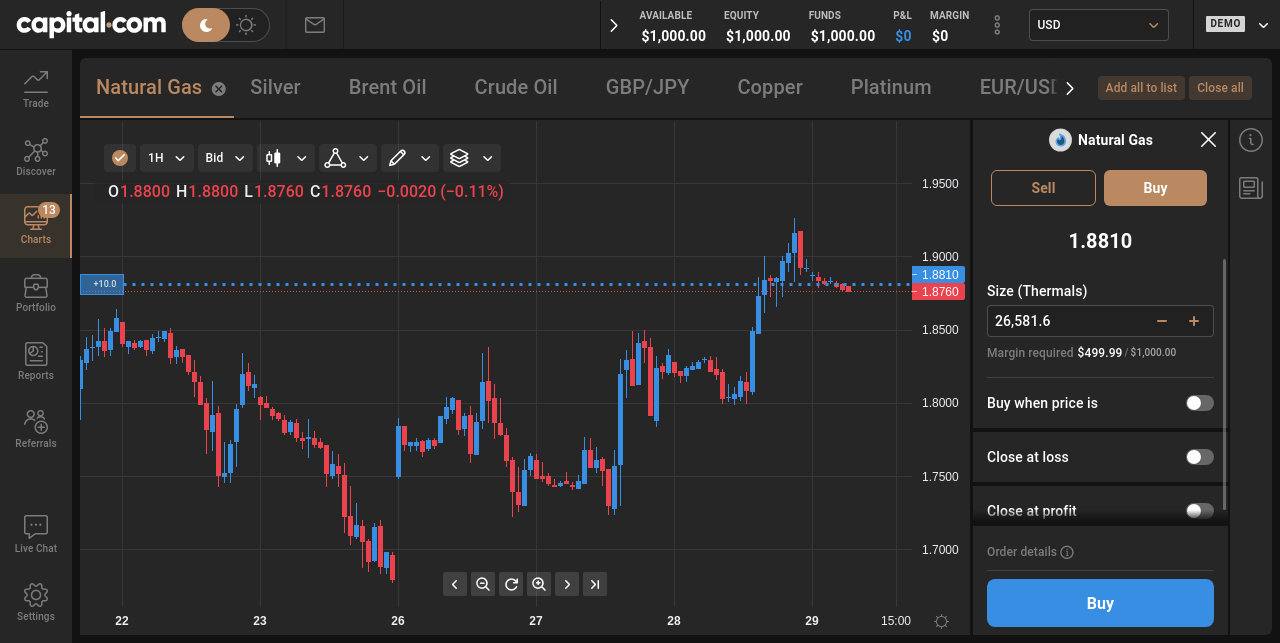 capital.com
AVAILABLE EQUITY FUNDS P&L MARGIN
$1,000.00 $1,000.00 $1,000.00 $0 $0
USD
DEMO
Natural Gas Silver Brent Oil Crude Oil GBP/JPY Copper Platinum EUR/USD
Add all to list Close all
Trade
Discover
13
Charts
Portfolio
Reports
Referrals
Live Chat
Settings
1H Bid
O1.8800 H1.8800 L1.8760 C1.8760 −0.0020 (−0.11%)
+10.0
1.9500
1.9000
1.8810
1.8760
1.8500
1.8000
1.7500
1.7000
22 23 26 27 28 29 15:00
Natural Gas
Sell Buy
1.8810
Size (Thermals)
26,581.6
Margin required $499.99 / $1,000.00
Buy when price is
Close at loss
Close at profit
Order details
Buy